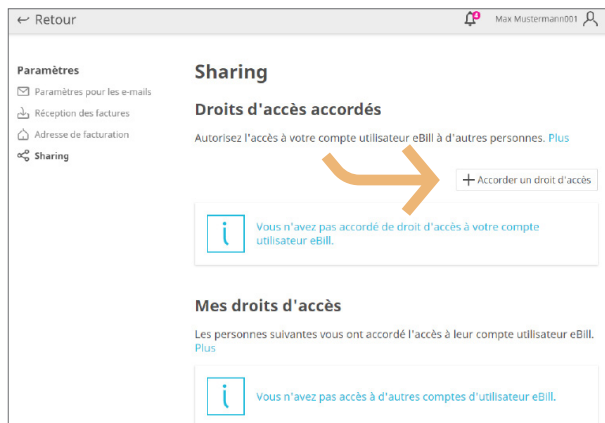 Retour
4 Max Mustermann001
Paramètres
Paramètres pour les e-mails
Réception des factures
Adresse de facturation
Sharing
Sharing
Droits d'accès accordés
Autorisez l'accès à votre compte utilisateur eBill à d'autres personnes. Plus
Accorder un droit d'accès
Vous n'avez pas accordé de droit d'accès à votre compte
utilisateur eBill.
Mes droits d'accès
Les personnes suivantes vous ont accordé l'accès à leur compte utilisateur eBill.
Plus
Vous n'avez pas accès à d'autres comptes d'utilisateur eBill.